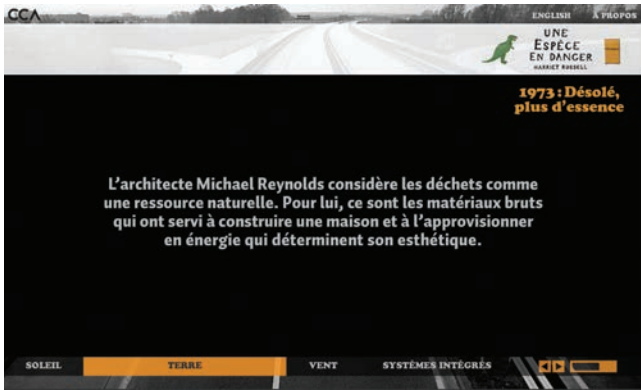 CCA
ENGLISH À PROPOS
UNE
ESPÈCE
EN DANGER
HARRIET RUSSELL
1973 : Désolé,
plus d'essence
L'architecte Michael Reynolds considère les déchets comme
une ressource naturelle. Pour lui, ce sont les matériaux bruts
qui ont servi à construire une maison et à l'approvisionner
en énergie qui déterminent son esthétique.
SOLEIL TERRE VENT SYSTÈMES INTÉGRÉS